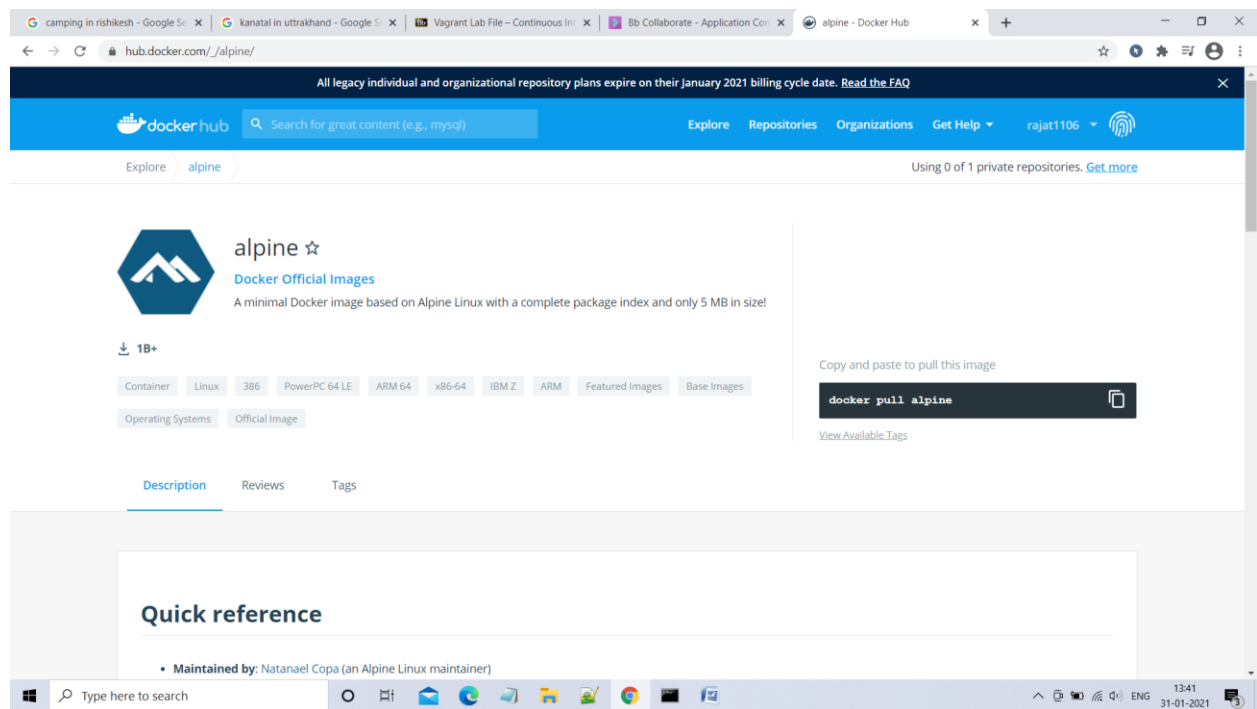 camping in rishikesh - Google Se
kanatal in uttrakhand - Google S
Bb Vagrant Lab File – Continuous Int
Bb Collaborate - Application Con
alpine - Docker Hub
hub.docker.com/_/alpine/
All legacy individual and organizational repository plans expire on their January 2021 billing cycle date. Read the FAQ
dockerhub Search for great content (e.g., mysql) Explore Repositories Organizations Get Help rajat1106
Explore alpine Using 0 of 1 private repositories. Get more
alpine
Docker Official Images
A minimal Docker image based on Alpine Linux with a complete package index and only 5 MB in size!
1B+
Container Linux 386 PowerPC 64 LE ARM 64 x86-64 IBM Z ARM Featured Images Base Images
Operating Systems Official Image
Copy and paste to pull this image
docker pull alpine
View Available Tags
Description Reviews Tags
Quick reference
• Maintained by: Natanael Copa (an Alpine Linux maintainer)
Type here to search
ENG
13:41
31-01-2021
3